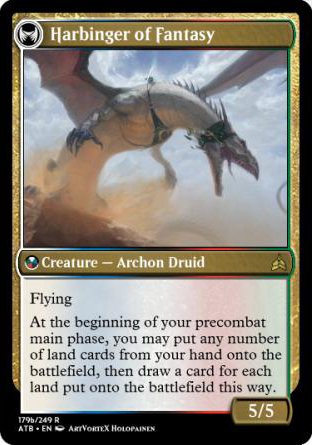 Harbinger of Fantasy
Creature — Archon Druid
Flying
At the beginning of your precombat
main phase, you may put any number
of land cards from your hand onto the
battlefield, then draw a card for each
land put onto the battlefield this way.
5/5
179b/249 R
ATB • EN ArtVorteX Holopainen